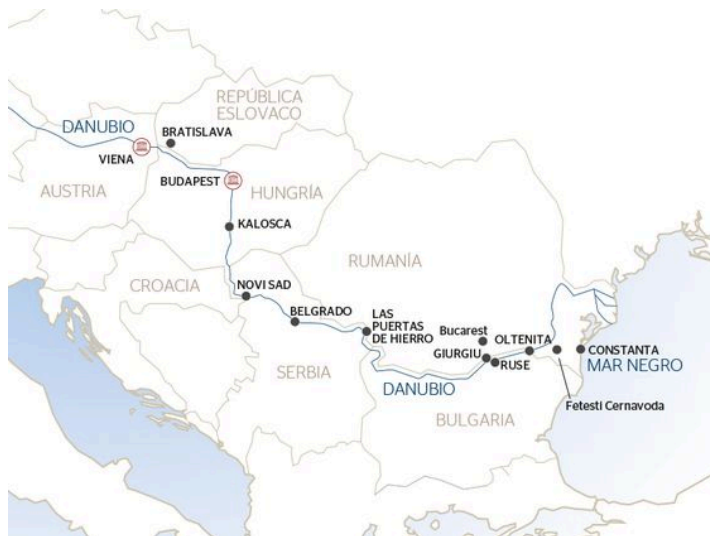 REPÚBLICA
ESLOVACO
DANUBIO
BRATISLAVA
VIENA
BUDAPEST
AUSTRIA
HUNGRÍA
KALOSCA
RUMANÍA
CROACIA
NOVI SAD
BELGRADO
LAS
PUERTAS
DE HIERRO
Bucarest
OLTENITA
GIURGIU
RUSE
CONSTANTA
MAR NEGRO
SERBIA
DANUBIO
Fetesti Cernavoda
BULGARIA